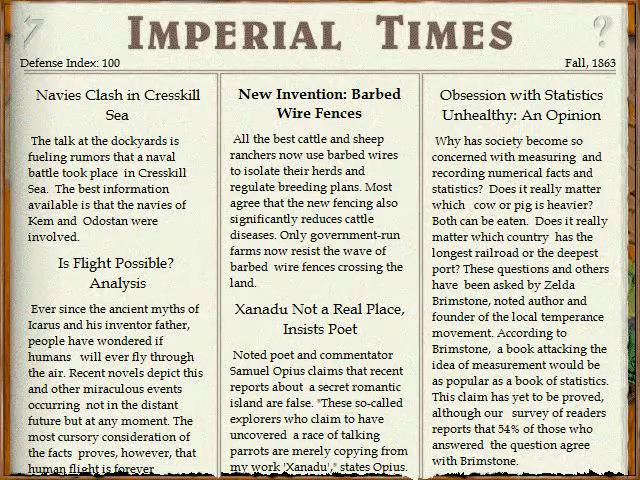 IMPERIAL TIMES
Defense Index: 100
Fall, 1863
Navies Clash in Cresskill
Sea
The talk at the dockyards is
fueling rumors that a naval
battle took place in Cresskill
Sea. The best information
available is that the navies of
Kem and Odostan were
involved.
Is Flight Possible?
Analysis
Ever since the ancient myths of
Icarus and his inventor father,
people have wondered if
humans will ever fly through
the air. Recent novels depict this
and other miraculous events
occurring not in the distant
future but at any moment. The
most cursory consideration of
the facts proves, however, that
human flight is forever
New Invention: Barbed
Wire Fences
All the best cattle and sheep
ranchers now use barbed wires
to isolate their herds and
regulate breeding plans. Most
agree that the new fencing also
significantly reduces cattle
diseases. Only government-run
farms now resist the wave of
barbed wire fences crossing the
land.
Xanadu Not a Real Place,
Insists Poet
Noted poet and commentator
Samuel Opius claims that recent
reports about a secret romantic
island are false. "These so-called
explorers who claim to have
uncovered a race of talking
parrots are merely copying from
my work 'Xanadu'," states Opius.
Obsession with Statistics
Unhealthy: An Opinion
Why has society become so
concerned with measuring and
recording numerical facts and
statistics? Does it really matter
which cow or pig is heavier?
Both can be eaten. Does it really
matter which country has the
longest railroad or the deepest
port? These questions and others
have been asked by Zelda
Brimstone, noted author and
founder of the local temperance
movement. According to
Brimstone, a book attacking the
idea of measurement would be
as popular as a book of statistics.
This claim has yet to be proved,
although our survey of readers
reports that 54% of those who
answered the question agree
with Brimstone.